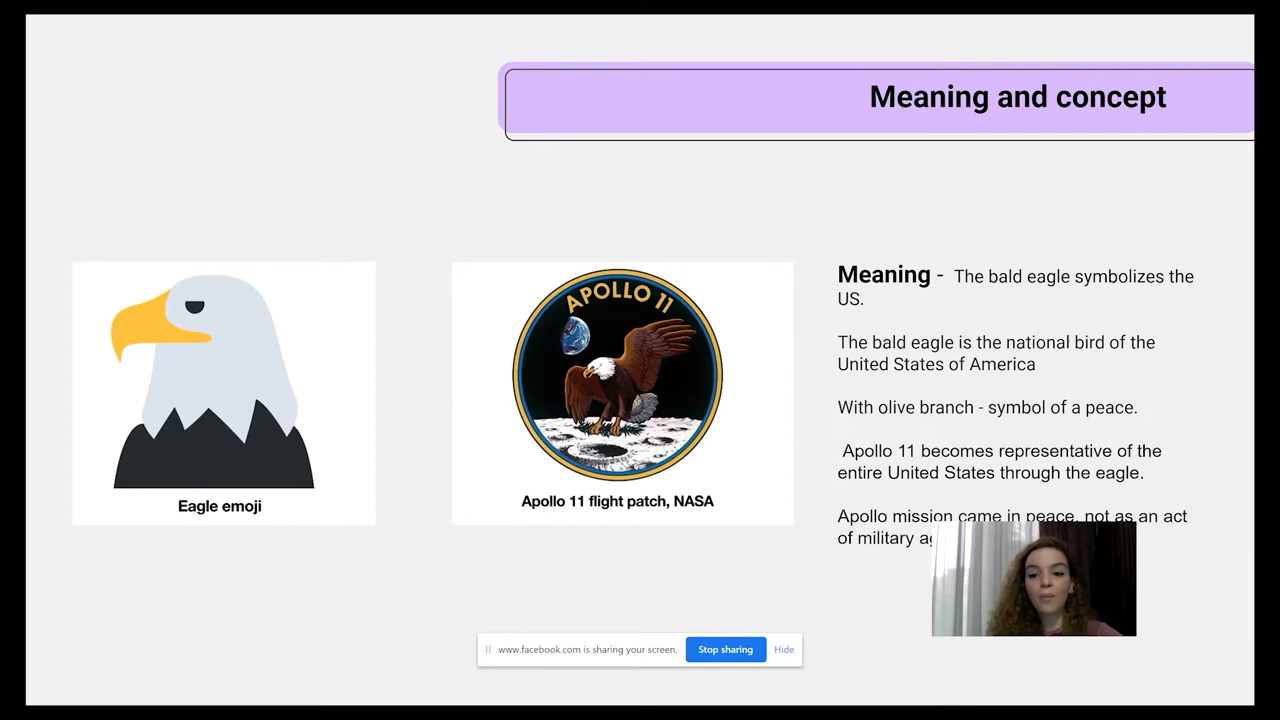 Meaning and concept
APOLLO 11
Eagle emoji
Apollo 11 flight patch, NASA
Meaning - The bald eagle symbolizes the
US.
The bald eagle is the national bird of the
United States of America
With olive branch - symbol of a peace.
Apollo 11 becomes representative of the
entire United States through the eagle.
Apollo mission came in peace, not as an act
of military
www.facebook.com is sharing your screen.
Stop sharing
Hide